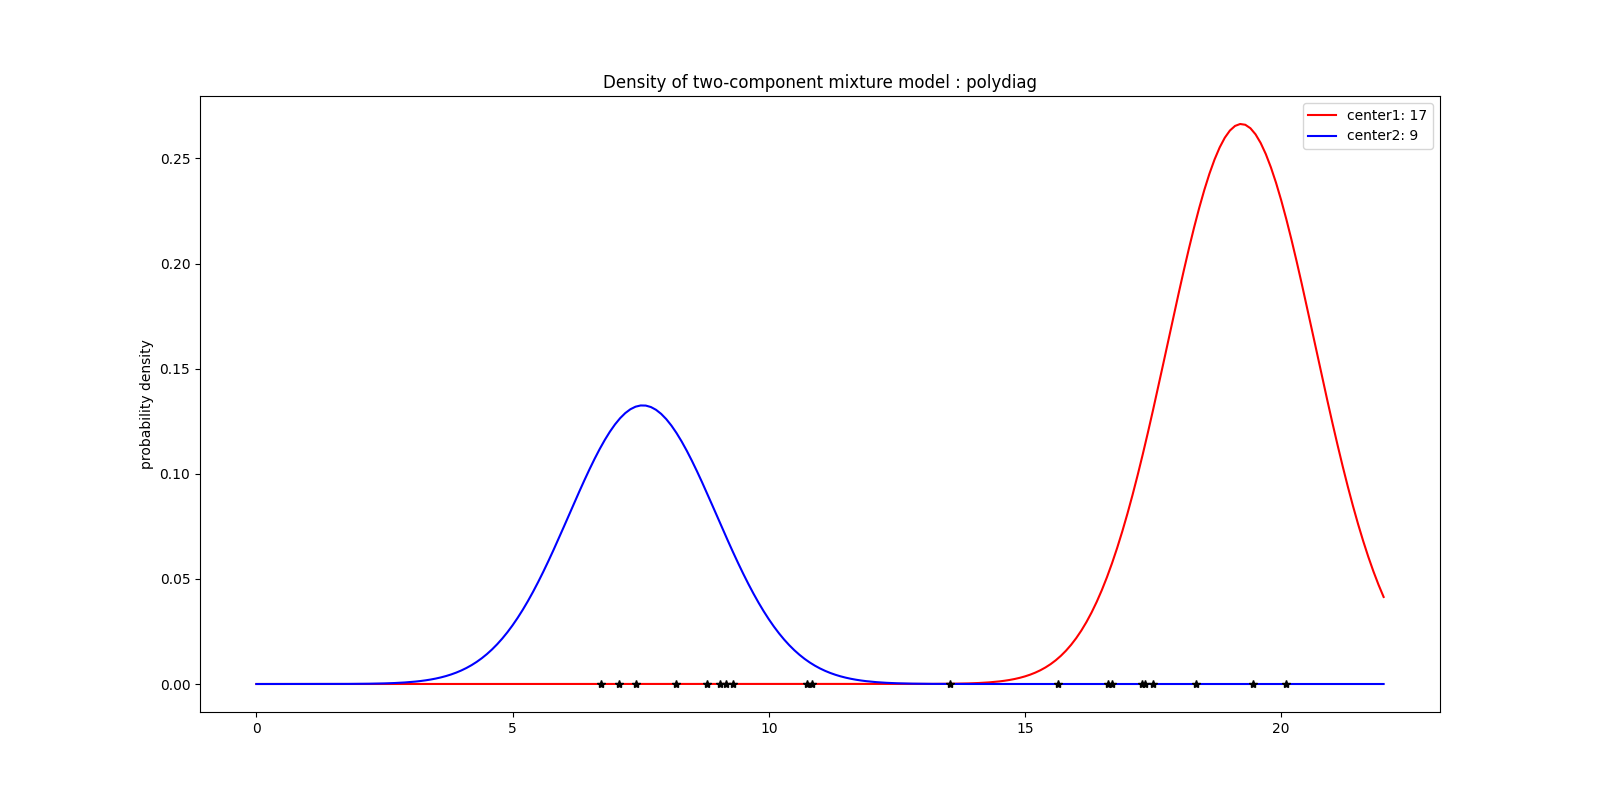 Density of two-component mixture model : polydiag
center1: 17
center2: 9
probability density
0.25
0.20
0.15
0.10
0.05
0.00
0 5 10 15 20